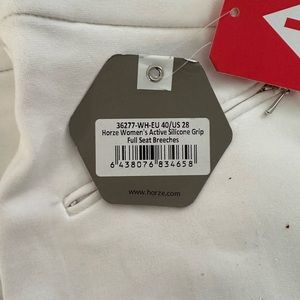 36277-WH-EU 40/US 28
Horze Women's Active Silicone Grip
Full Seat Breeches
6 438076 834658
www.horze.com